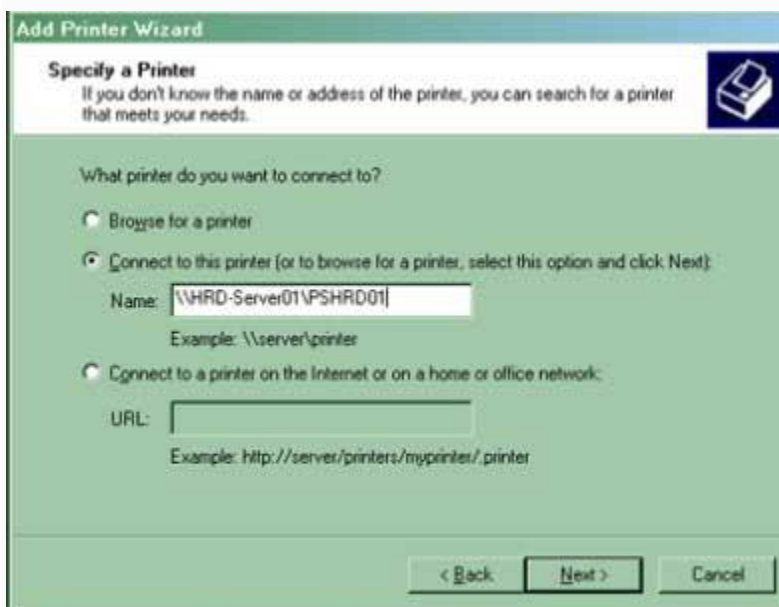 Add Printer Wizard
Specify a Printer
If you don't know the name or address of the printer, you can search for a printer
that meets your needs.
What printer do you want to connect to?
Browse for a printer
Connect to this printer (or to browse for a printer, select this option and click Next):
Name: \\HRD-Server01\PSHRD01
Example: \\server\printer
Connect to a printer on the Internet or on a home or office network:
URL:
Example: http://server/printers/myprinter/.printer
< Back Next > Cancel